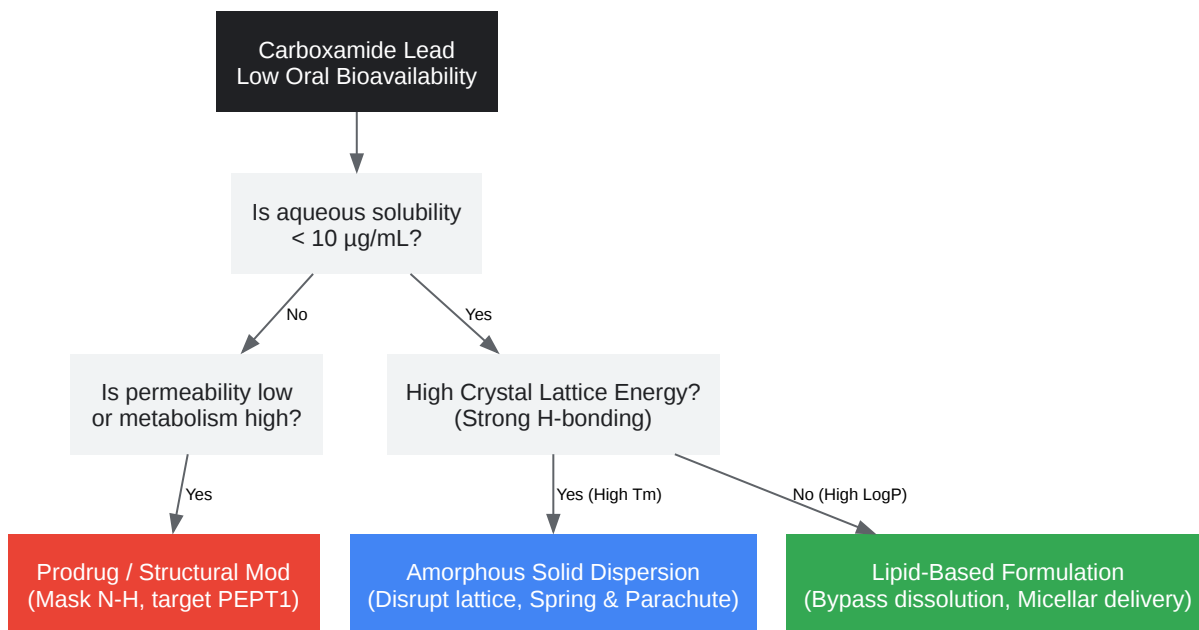 Carboxamide Lead
Low Oral Bioavailability
Is aqueous solubility
< 10 µg/mL?
No
Yes
Is permeability low
or metabolism high?
High Crystal Lattice Energy?
(Strong H-bonding)
Yes
Yes (High Tm)
No (High LogP)
Prodrug / Structural Mod
(Mask N-H, target PEPT1)
Amorphous Solid Dispersion
(Disrupt lattice, Spring & Parachute)
Lipid-Based Formulation
(Bypass dissolution, Micellar delivery)